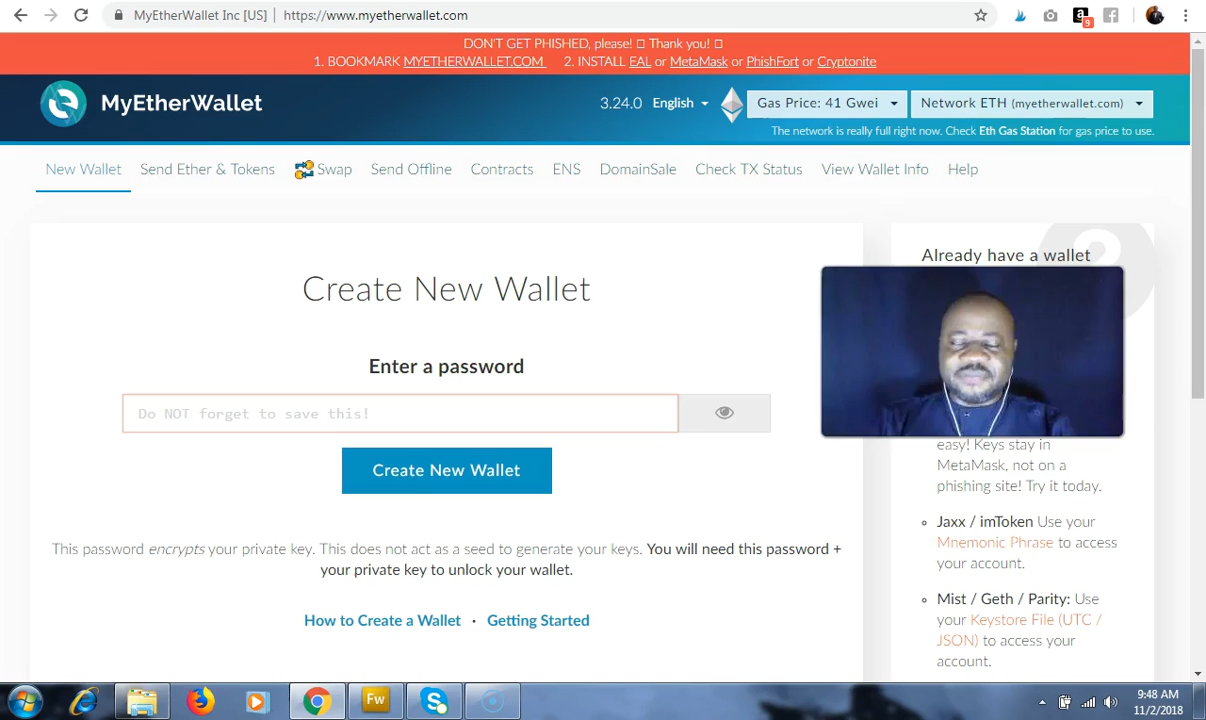 MyEtherWallet Inc [US]
https://www.myetherwallet.com
9
DON'T GET PHISHED, please! Thank you!
1. BOOKMARK MYETHERWALLET.COM 2. INSTALL EAL or MetaMask or PhishFort or Cryptonite
MyEtherWallet
3.24.0 English
Gas Price: 41 Gwei
Network ETH (myetherwallet.com)
The network is really full right now. Check Eth Gas Station for gas price to use.
New Wallet
Send Ether & Tokens
Swap
Send Offline
Contracts
ENS
DomainSale
Check TX Status
View Wallet Info
Help
Create New Wallet
Enter a password
Do NOT forget to save this!
Create New Wallet
This password encrypts your private key. This does not act as a seed to generate your keys. You will need this password +
your private key to unlock your wallet.
How to Create a Wallet · Getting Started
Already have a wallet
easy! Keys stay in
MetaMask, not on a
phishing site! Try it today.
Jaxx / imToken Use your
Mnemonic Phrase to access
your account.
Mist / Geth / Parity: Use
your Keystore File (UTC /
JSON) to access your
account.
Fw
9:48 AM
11/2/2018